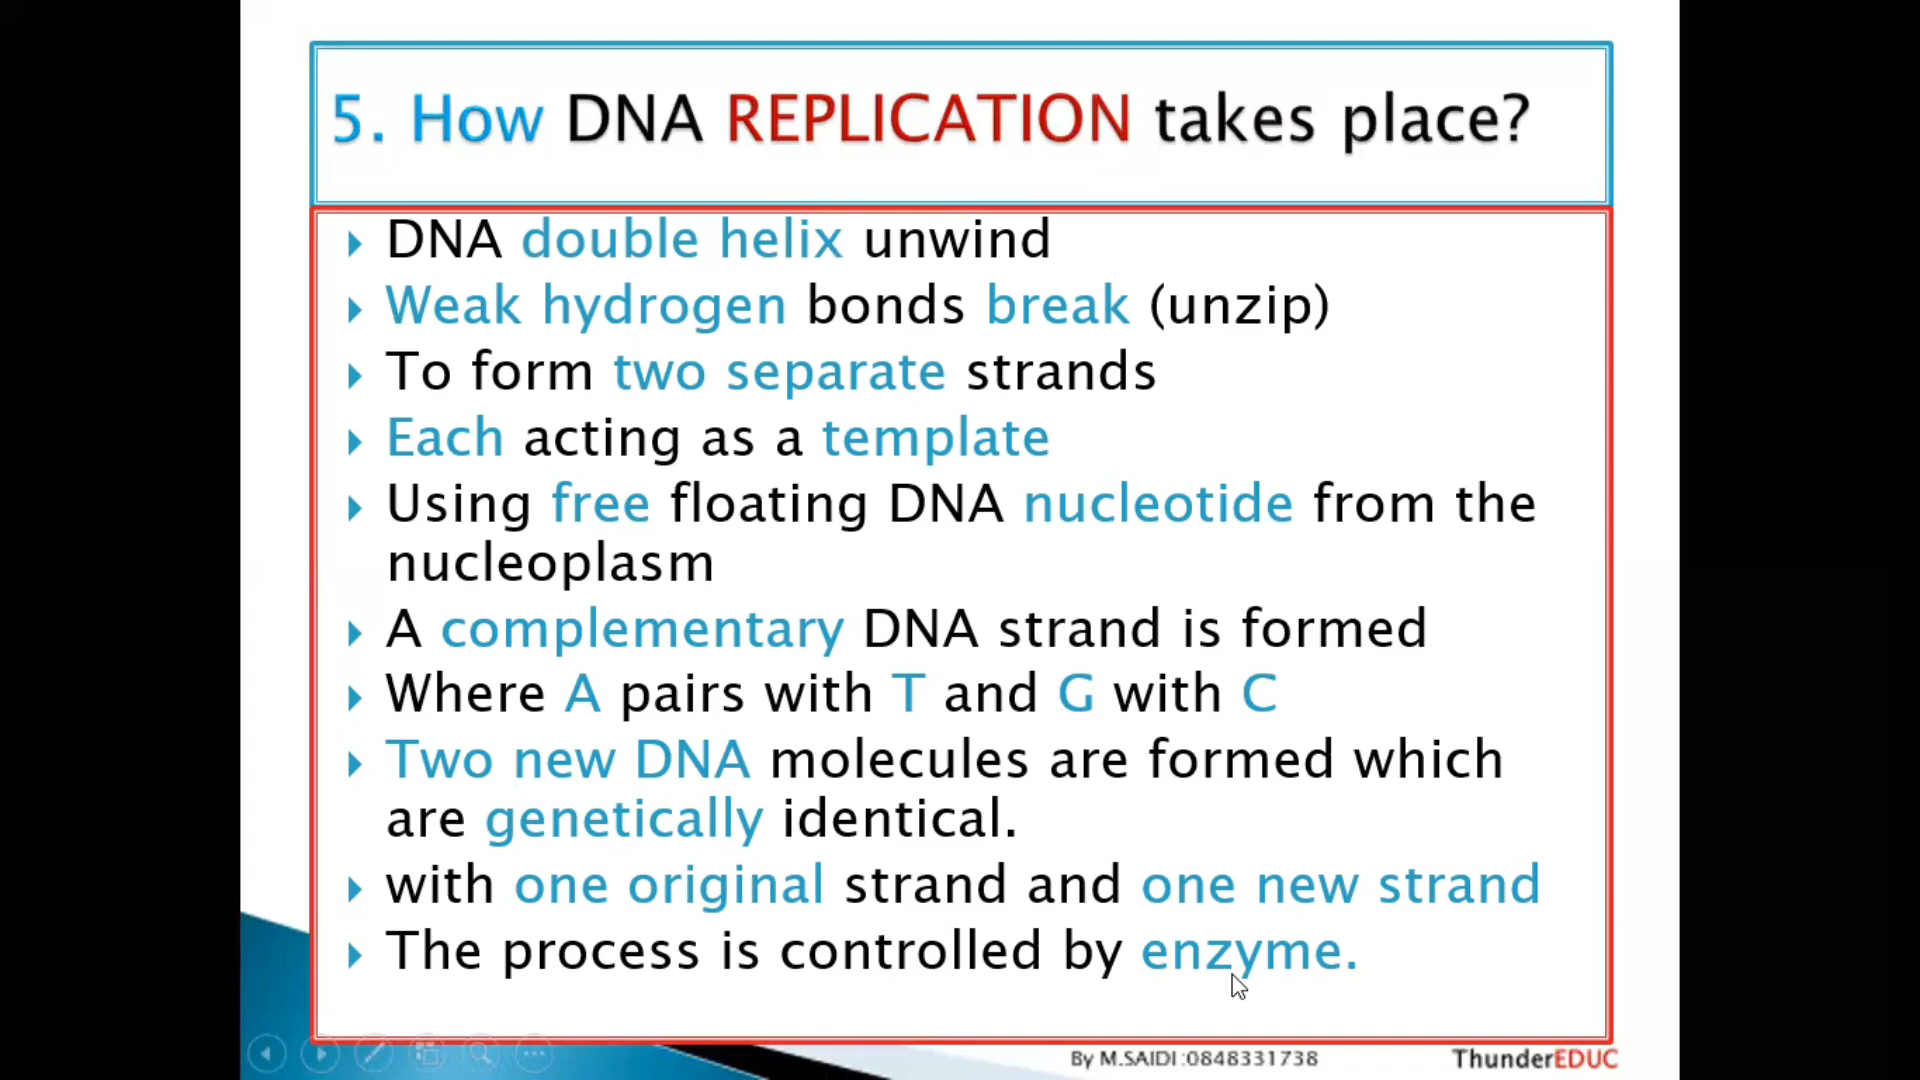 5. How DNA REPLICATION takes place?
DNA double helix unwind
Weak hydrogen bonds break (unzip)
To form two separate strands
Each acting as a template
Using free floating DNA nucleotide from the
nucleoplasm
A complementary DNA strand is formed
Where A pairs with T and G with C
Two new DNA molecules are formed which
are genetically identical.
with one original strand and one new strand
The process is controlled by enzyme.
By M.SAIDI :0848331738
ThunderEDUC